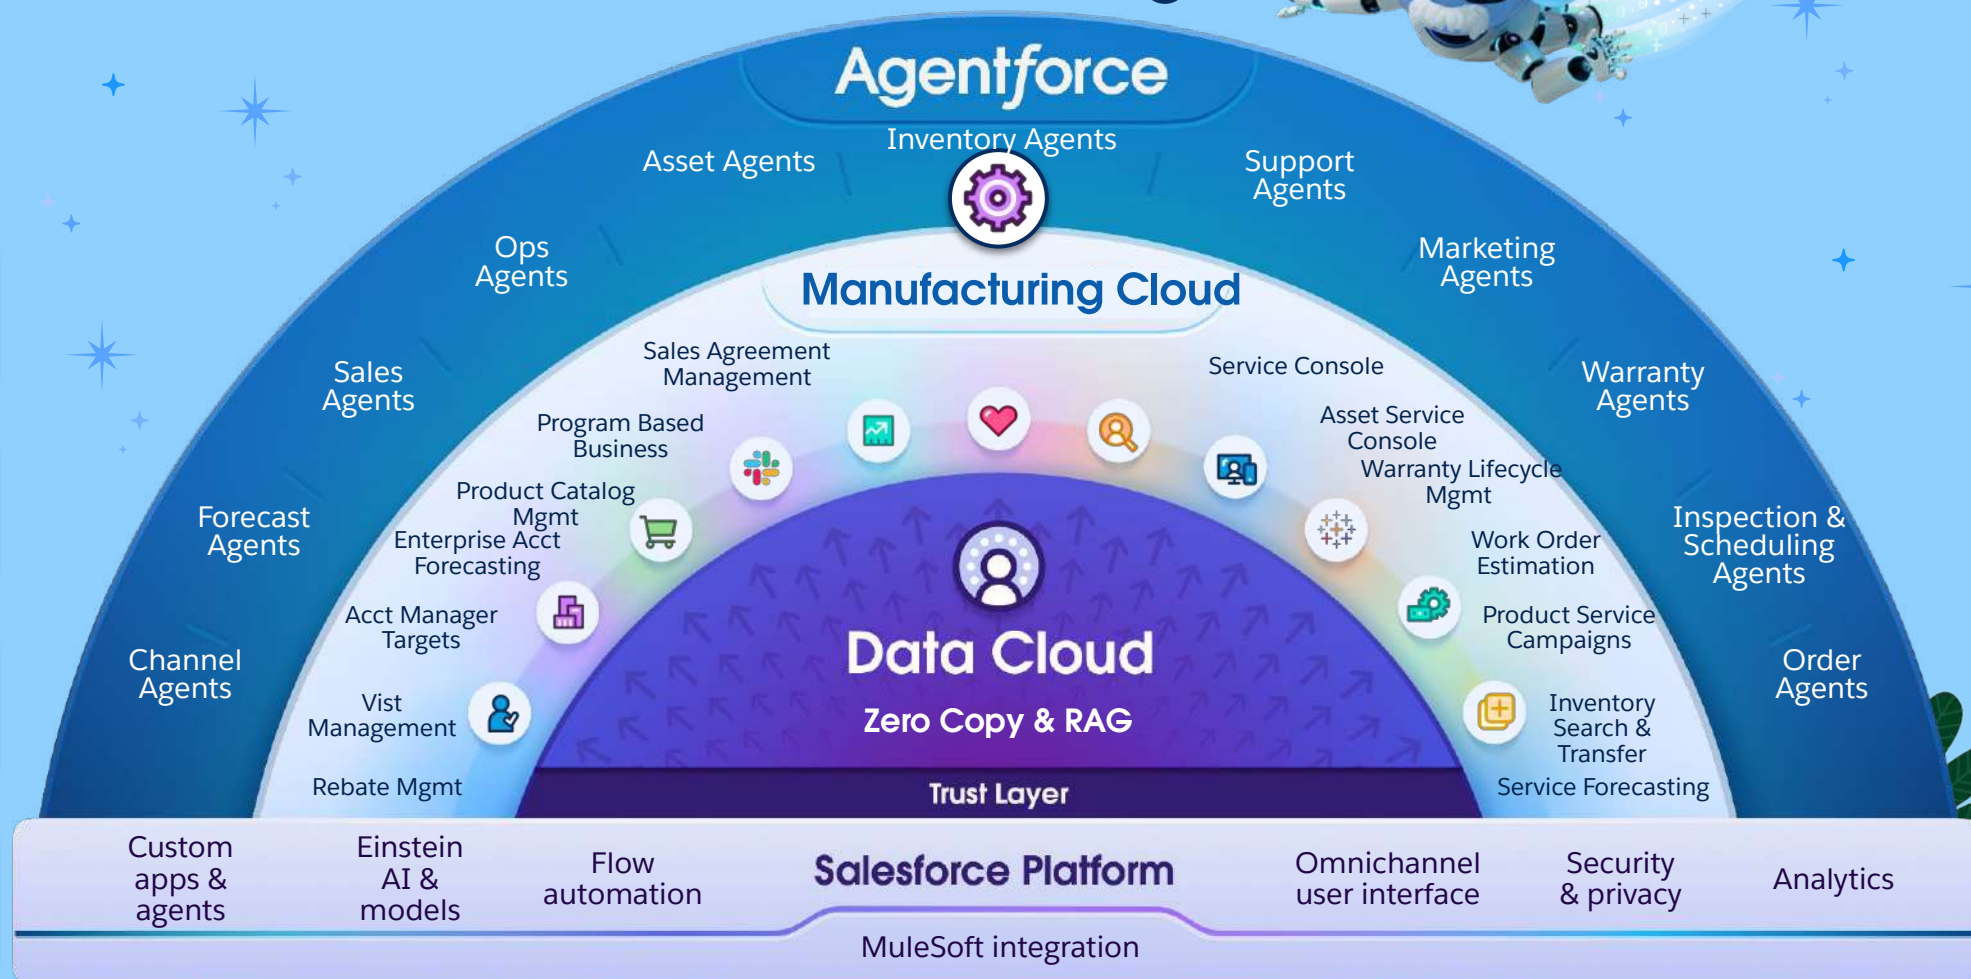 Agentforce
Inventory Agents
Asset Agents
Support
Agents
Ops
Agents
Marketing
Agents
Sales
Agents
Warranty
Agents
Forecast
Agents
Inspection &
Scheduling
Agents
Channel
Agents
Order
Agents
Manufacturing Cloud
Sales Agreement
Management
Service Console
Program Based
Business
Asset Service
Console
Product Catalog
Mgmt
Warranty Lifecycle
Mgmt
Enterprise Acct
Forecasting
Work Order
Estimation
Acct Manager
Targets
Product Service
Campaigns
Vist
Management
Inventory
Search &
Transfer
Rebate Mgmt
Service Forecasting
Data Cloud
Zero Copy & RAG
Trust Layer
Custom
apps &
agents
Einstein
AI &
models
Flow
automation
Salesforce Platform
Omnichannel
user interface
Security
& privacy
Analytics
MuleSoft integration